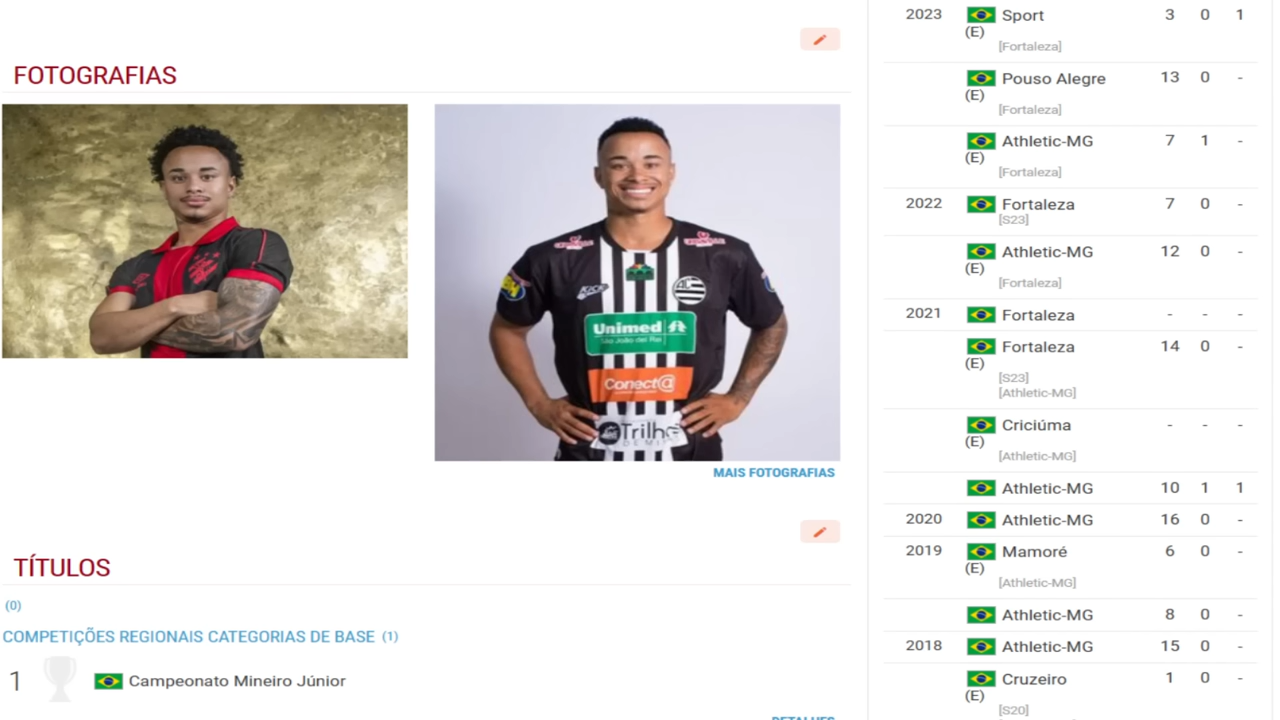 FOTOGRAFIAS
Unimed
São João del Rei
Conect@
Trilh
MAIS FOTOGRAFIAS
TÍTULOS
(0)
COMPETIÇÕES REGIONAIS CATEGORIAS DE BASE (1)
1 Campeonato Mineiro Júnior
2023 Sport 3 0 1
(E)
[Fortaleza]
Pouso Alegre 13 0 -
(E)
[Fortaleza]
Athletic-MG 7 1 -
(E)
[Fortaleza]
2022 Fortaleza 7 0 -
[S23]
Athletic-MG 12 0 -
(E)
[Fortaleza]
2021 Fortaleza - - -
Fortaleza 14 0 -
(E)
[S23]
[Athletic-MG]
Criciúma - - -
(E)
[Athletic-MG]
Athletic-MG 10 1 1
2020 Athletic-MG 16 0 -
2019 Mamoré 6 0 -
(E)
[Athletic-MG]
Athletic-MG 8 0 -
2018 Athletic-MG 15 0 -
Cruzeiro 1 0 -
(E)
[S20]